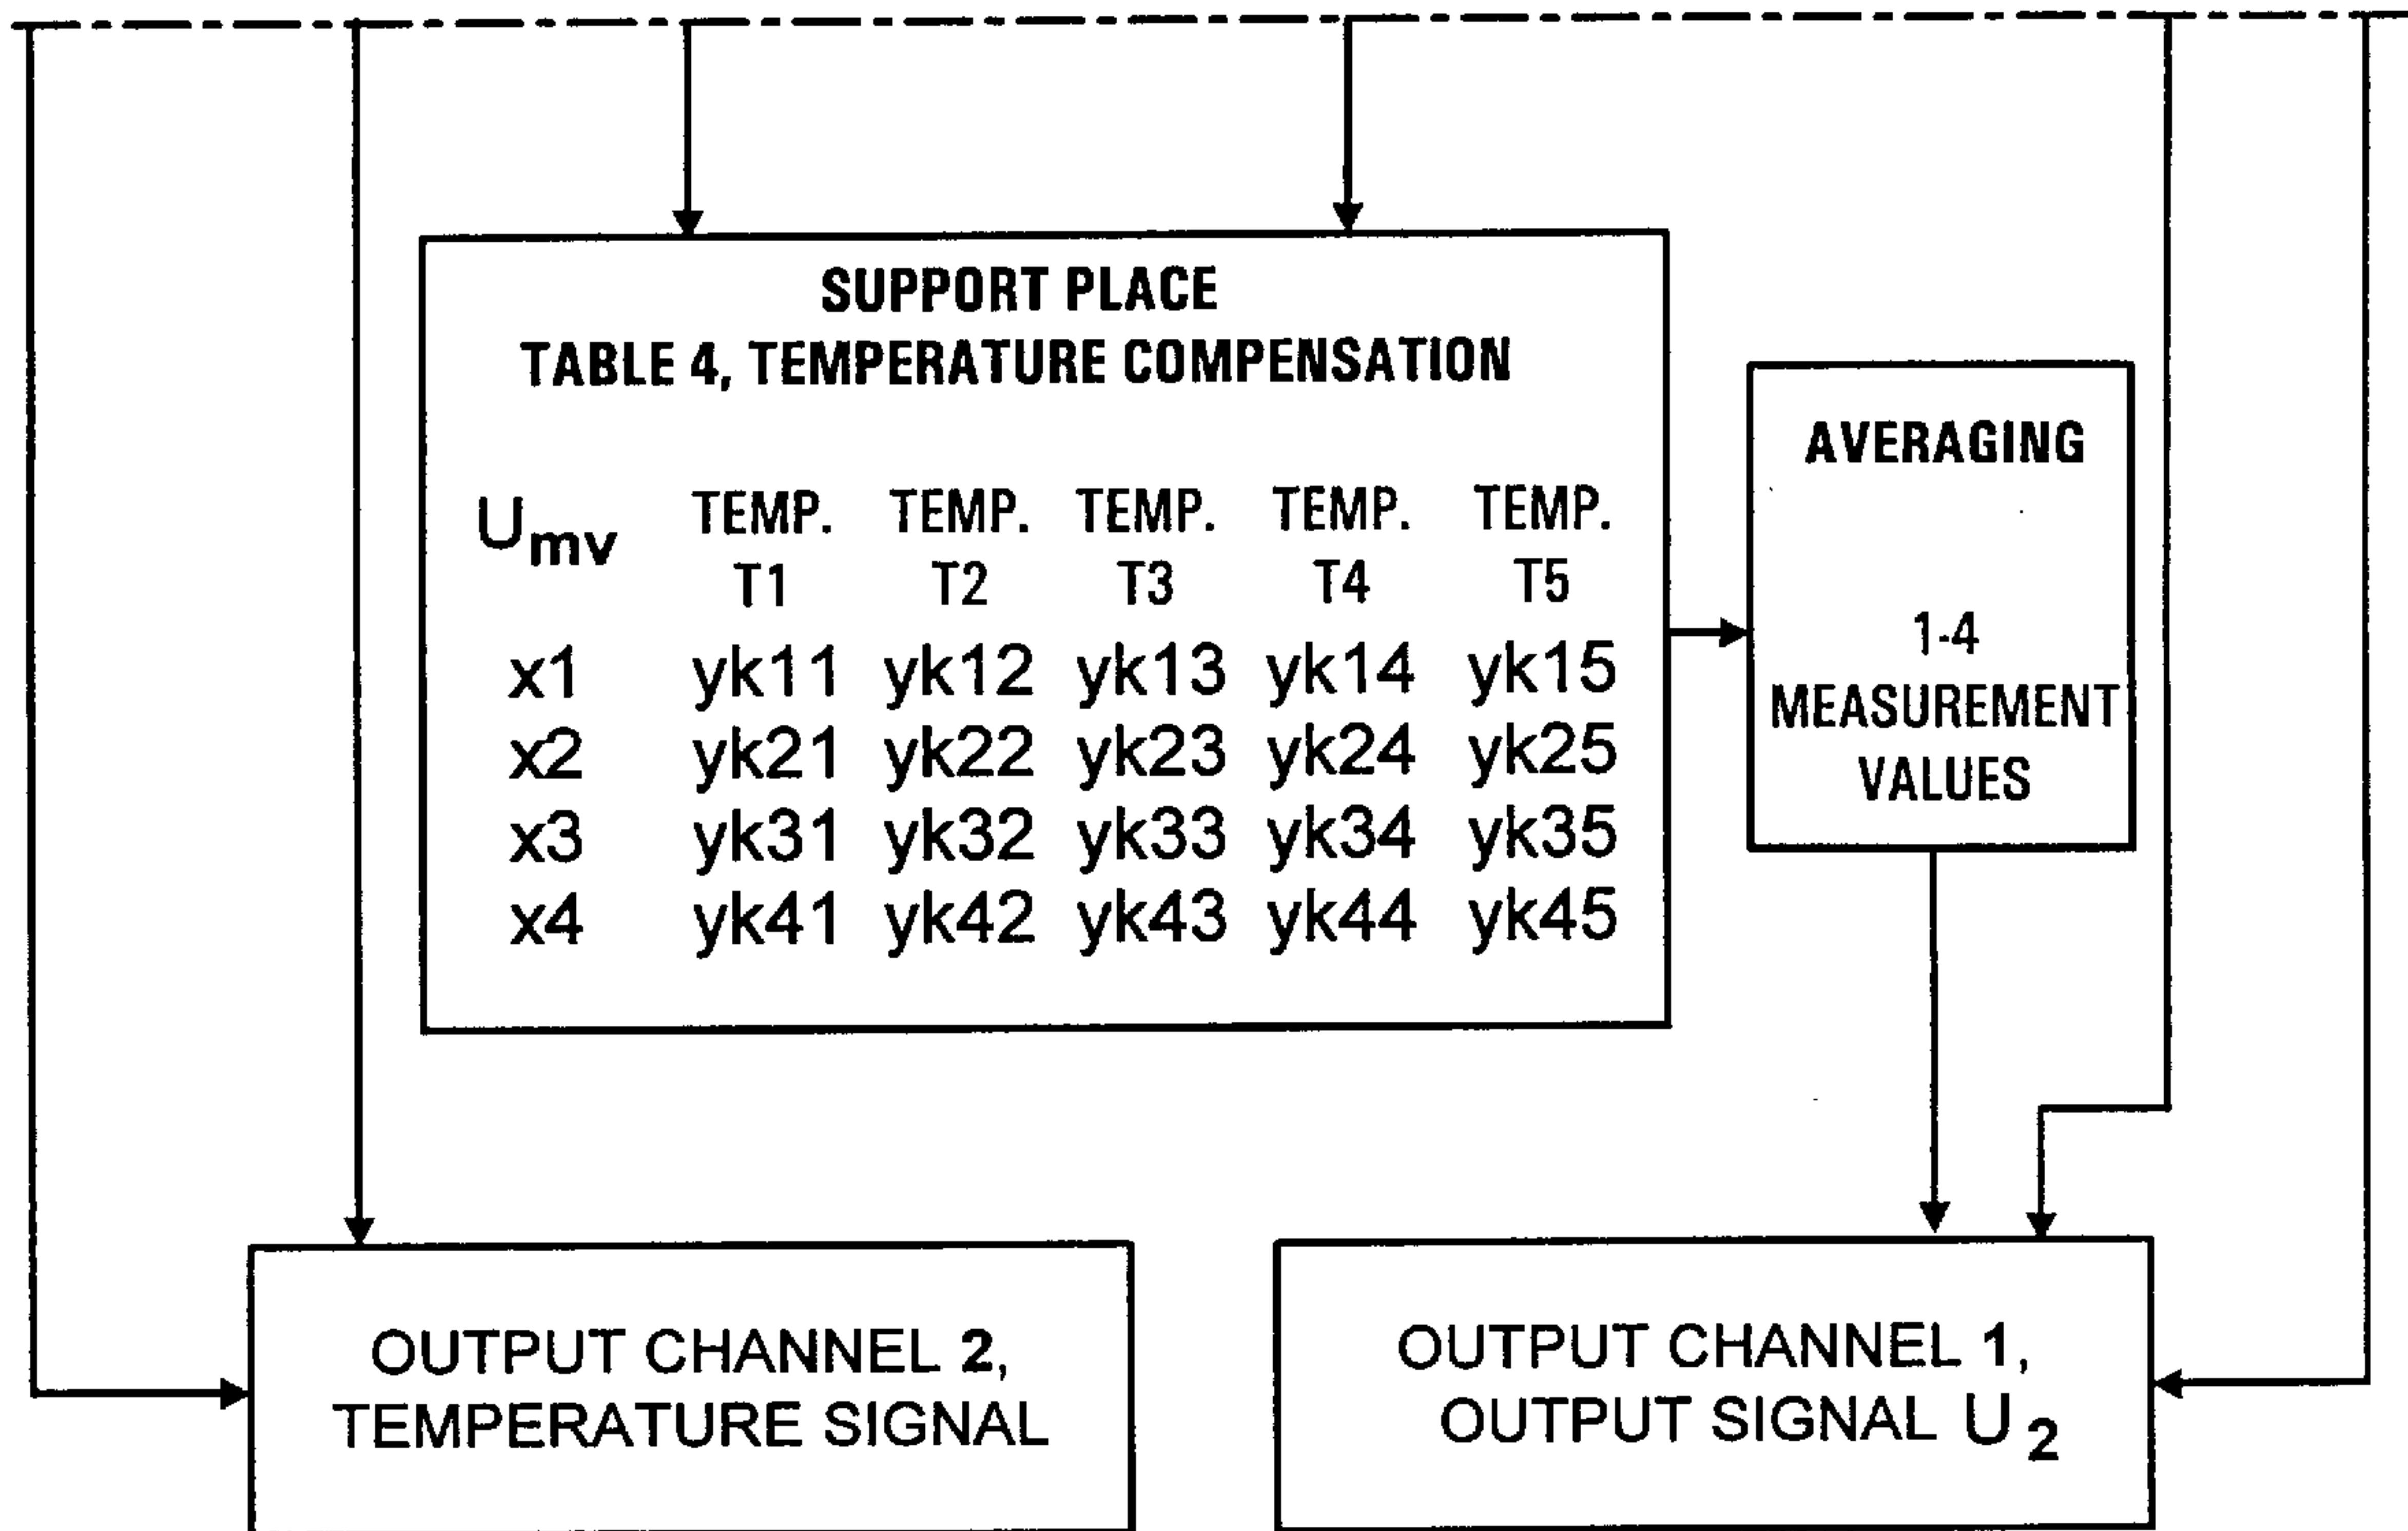 SUPPORT PLACE
TABLE 4, TEMPERATURE COMPENSATION
U mv TEMP. T1 TEMP. T2 TEMP. T3 TEMP. T4 TEMP. T5
x1 yk11 yk12 yk13 yk14 yk15
x2 yk21 yk22 yk23 yk24 yk25
x3 yk31 yk32 yk33 yk34 yk35
x4 yk41 yk42 yk43 yk44 yk45
AVERAGING
1-4
MEASUREMENT
VALUES
OUTPUT CHANNEL 2,
TEMPERATURE SIGNAL
OUTPUT CHANNEL 1,
OUTPUT SIGNAL U 2